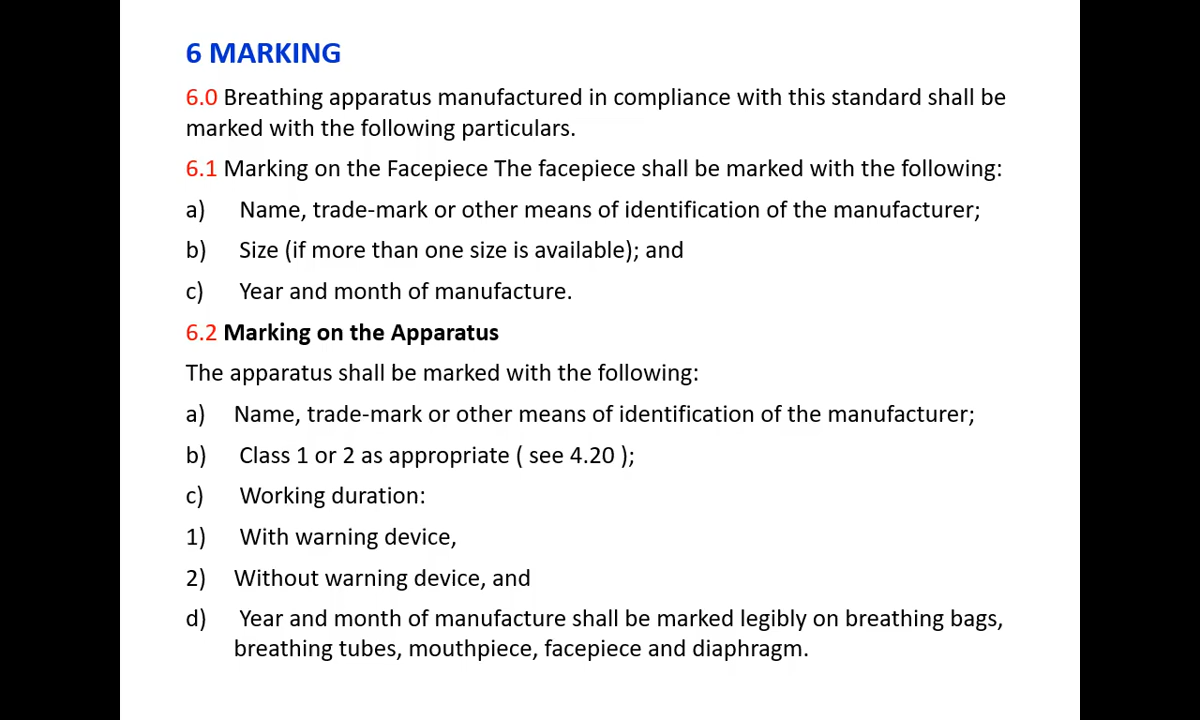 6 MARKING
6.0 Breathing apparatus manufactured in compliance with this standard shall be
marked with the following particulars.
6.1 Marking on the Facepiece The facepiece shall be marked with the following:
a) Name, trade-mark or other means of identification of the manufacturer;
b) Size (if more than one size is available); and
c) Year and month of manufacture.
6.2 Marking on the Apparatus
The apparatus shall be marked with the following:
a) Name, trade-mark or other means of identification of the manufacturer;
b) Class 1 or 2 as appropriate ( see 4.20 );
c) Working duration:
1) With warning device,
2) Without warning device, and
d) Year and month of manufacture shall be marked legibly on breathing bags,
breathing tubes, mouthpiece, facepiece and diaphragm.